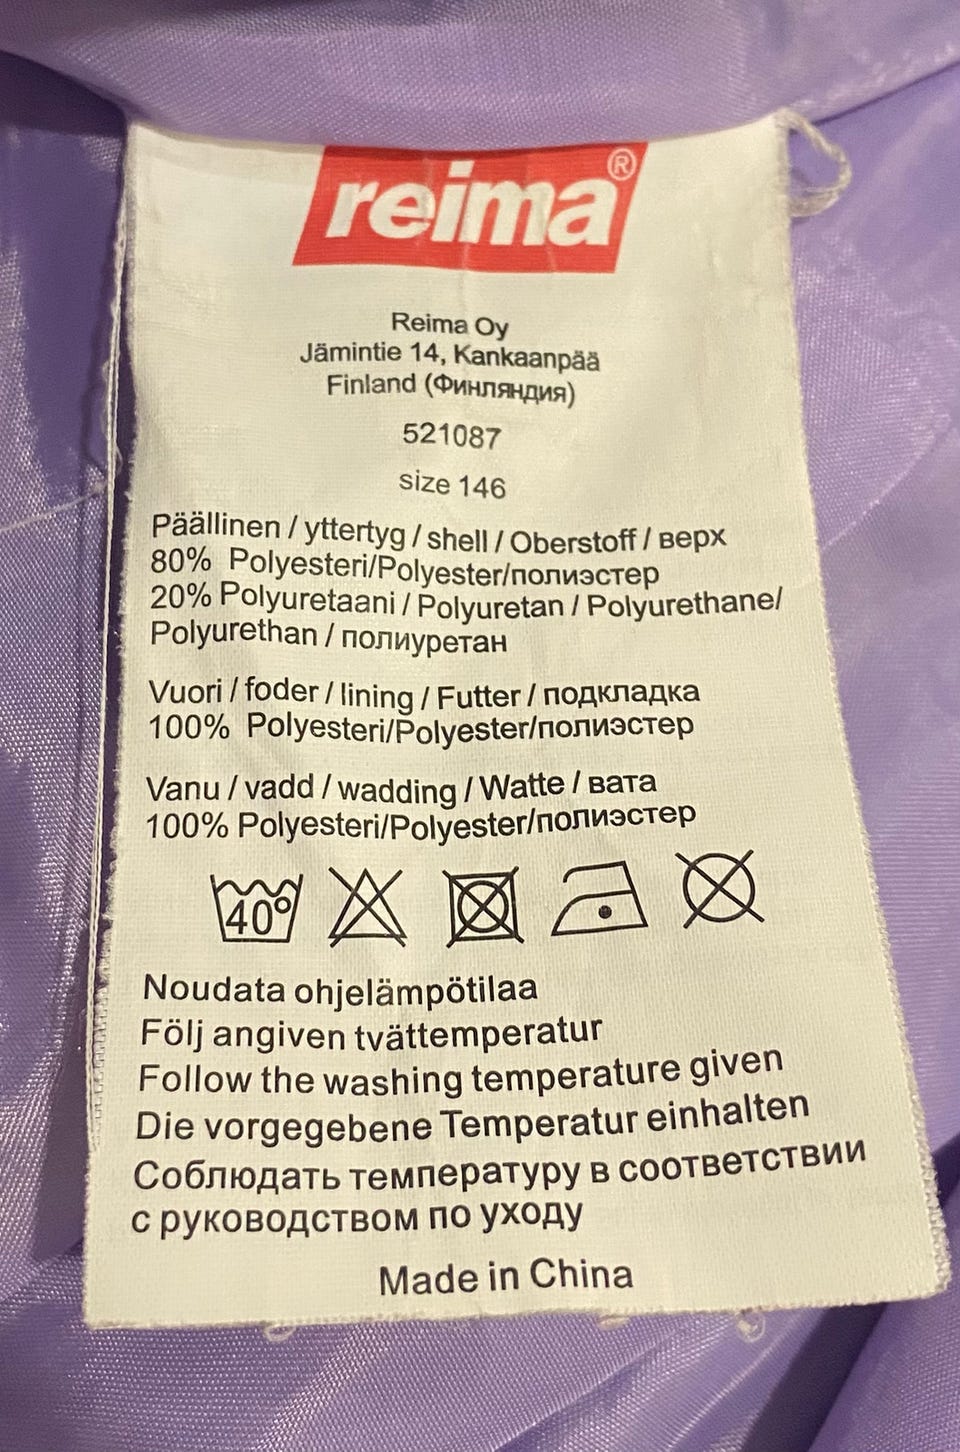 reima®
Reima Oy
Jämintie 14, Kankaanpää
Finland (Финляндия)
521087
size 146
Päällinen / yttertyg / shell / Oberstoff / верх
80% Polyesteri/Polyester/полиэстер
20% Polyuretaani / Polyuretan / Polyurethane/
Polyurethan / полиуретан
Vuori / foder / lining / Futter / подкладка
100% Polyesteri/Polyester/полиэстер
Vanu / vadd / wadding / Watte / вата
100% Polyesteri/Polyester/полиэстер
40°
Noudata ohjelämpötilaa
Följ angiven tvättemperatur
Follow the washing temperature given
Die vorgegebene Temperatur einhalten
Соблюдать температуру в соответствии
с руководством по уходу
Made in China